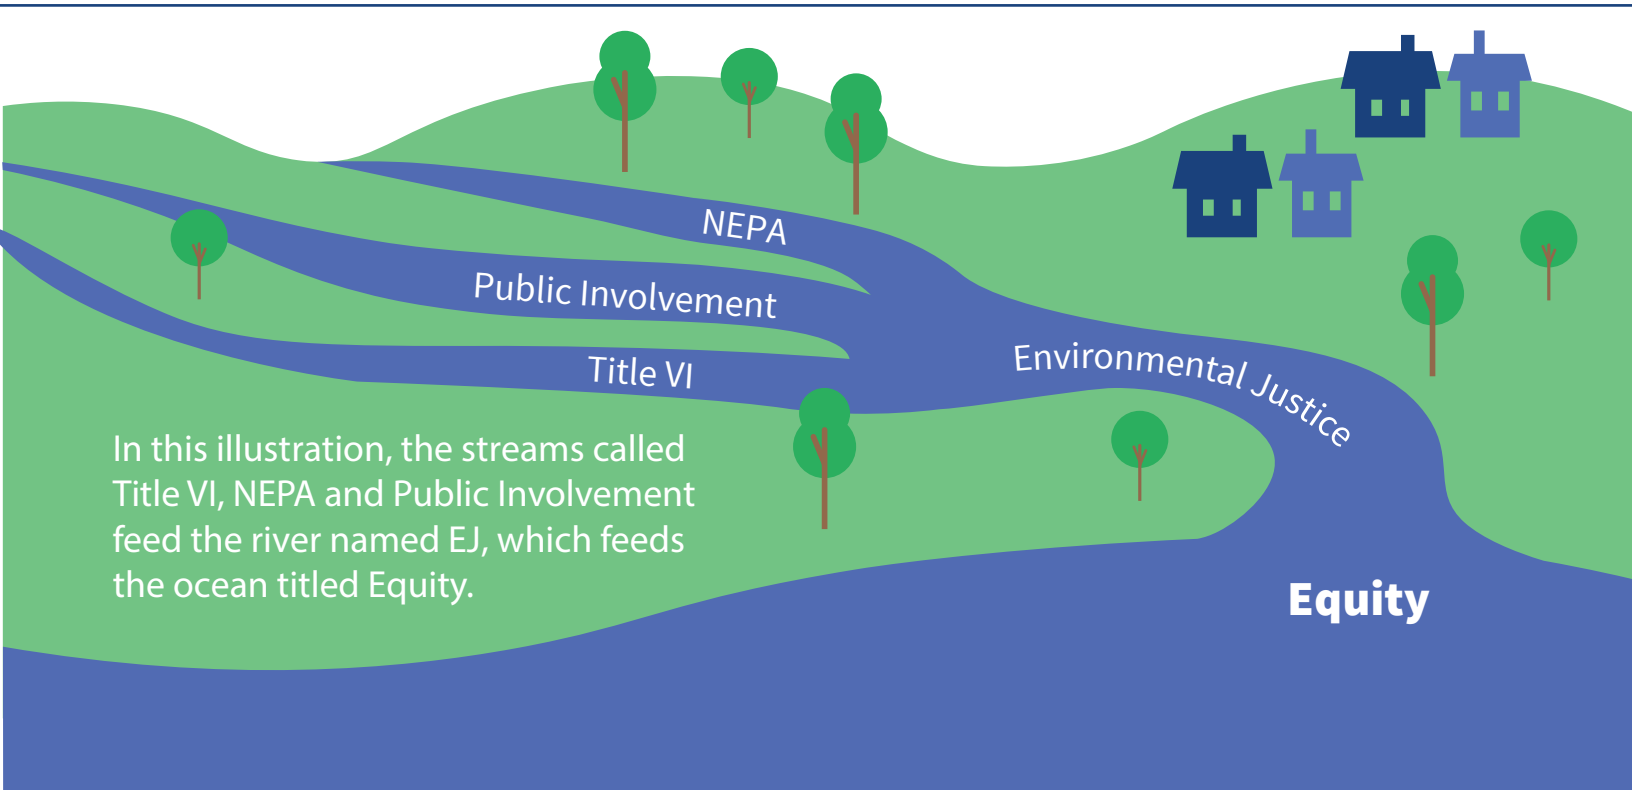 NEPA
Public Involvement
Title VI
Environmental Justice
In this illustration, the streams called
Title VI, NEPA and Public Involvement
feed the river named EJ, which feeds
the ocean titled Equity.
Equity